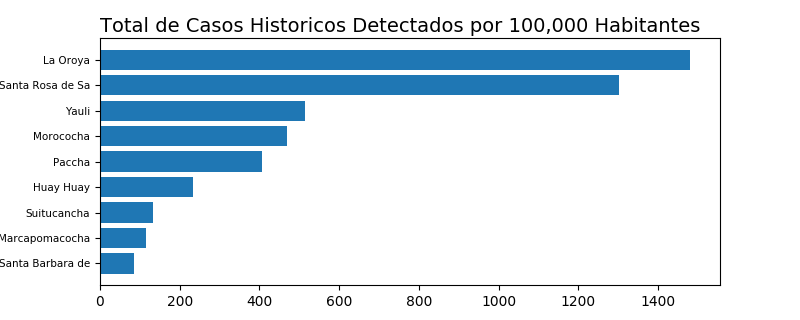 Total de Casos Historicos Detectados por 100,000 Habitantes
La Oroya
Santa Rosa de Sa
Yauli
Morococha
Paccha
Huay Huay
Suitucancha
Marcapomacocha
Santa Barbara de
0 200 400 600 800 1000 1200 1400